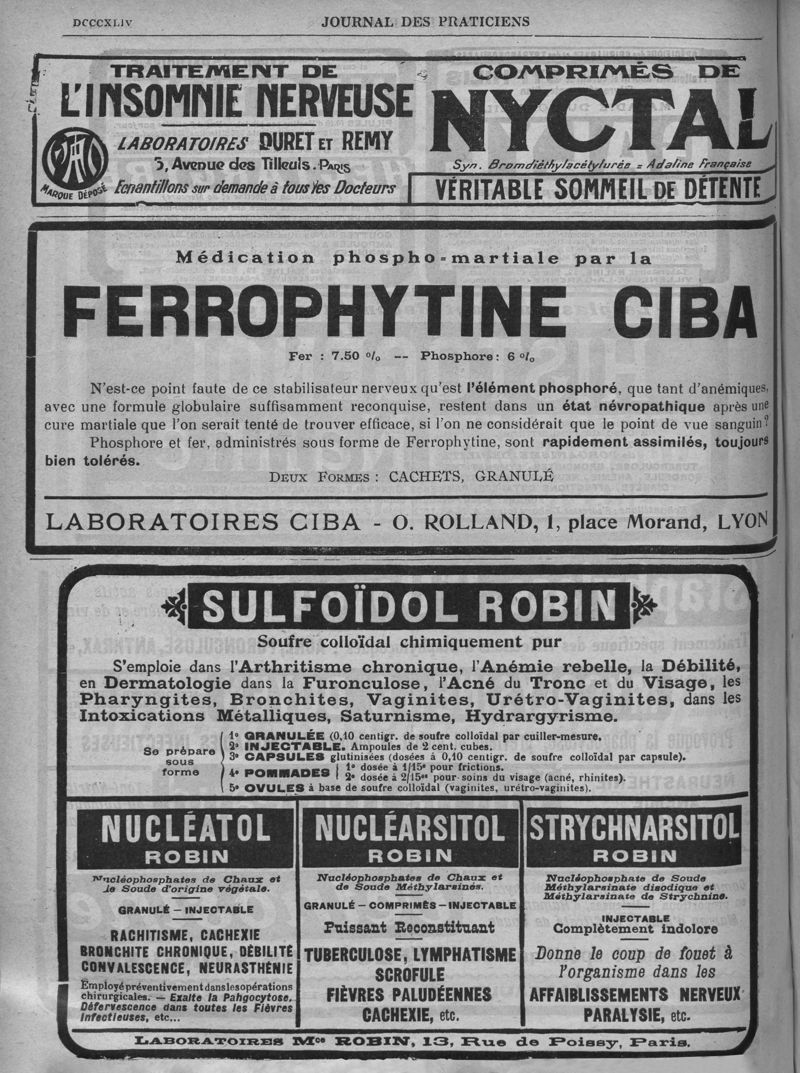 DCCCXLIV
JOURNAL DES PRATICIENS
TRAITEMENT DE
L'INSOMNIE NERVEUSE
LABORATOIRES DURET ET REMY
5, Avenue des Tilleuls. PARIS
MARQUE DÉPOSÉ
Echantillons sur demande à tous les Docteurs
COMPRIMÉS DE
NYCTAL
Syn. Bromdiéthylacétylurée = Adaline Française
VÉRITABLE SOMMEIL DE DÉTENTE
Médication phospho-martiale par la
FERROPHYTINE CIBA
Fer : 7.50 % -- Phosphore : 6 %
N'est-ce point faute de ce stabilisateur nerveux qu'est l'élément phosphoré, que tant d'anémiques,
avec une formule globulaire suffisamment reconquise, restent dans un état névropathique après une
cure martiale que l'on serait tenté de trouver efficace, si l'on ne considérait que le point de vue sanguin ?
Phosphore et fer, administrés sous forme de Ferrophytine, sont rapidement assimilés, toujours
bien tolérés.
DEUX FORMES : CACHETS, GRANULÉ
LABORATOIRES CIBA - O. ROLLAND, 1, place Morand, LYON
SULFOÏDOL ROBIN
Soufre colloïdal chimiquement pur
S'emploie dans l'Arthritisme chronique, l'Anémie rebelle, la Débilité,
en Dermatologie dans la Furonculose, l'Acné du Tronc et du Visage, les
Pharyngites, Bronchites, Vaginites, Urétro-Vaginites, dans les
Intoxications Métalliques, Saturnisme, Hydrargyrisme.
Se prépare
sous
forme
1º GRANULÉE (0,10 centigr. de soufre colloïdal par cuiller-mesure.
2º INJECTABLE. Ampoules de 2 cent. cubes.
3º CAPSULES glutinisées (dosées à 0,10 centigr. de soufre colloïdal par capsule).
4º POMMADES
1º dosée à 1/15e pour frictions.
2º dosée à 2/15es pour soins du visage (acné, rhinites).
5º OVULES à base de soufre colloïdal (vaginites, urétro-vaginites).
NUCLÉATOL
ROBIN
Nucléophosphates de Chaux et
de Soude d'origine végétale.
GRANULÉ — INJECTABLE
RACHITISME, CACHEXIE
BRONCHITE CHRONIQUE, DÉBILITÉ
CONVALESCENCE, NEURASTHÉNIE
Employé préventivement dans les opérations
chirurgicales. — Exalte la Pahgocytose.
Défervescence dans toutes les Fièvres
infectieuses, etc...
NUCLÉARSITOL
ROBIN
Nucléophosphates de Chaux et
de Soude Méthylarsinés.
GRANULÉ — COMPRIMÉS — INJECTABLE
Puissant Reconstituant
TUBERCULOSE, LYMPHATISME
SCROFULE
FIÈVRES PALUDÉENNES
CACHEXIE, etc.
STRYCHNARSITOL
ROBIN
Nucléophosphate de Soude
Méthylarsinate disodique et
Méthylarsinate de Strychnine.
INJECTABLE
Complètement indolore
Donne le coup de fouet à
l'organisme dans les
AFFAIBLISSEMENTS NERVEUX
PARALYSIE, etc.
LABORATOIRES Mce ROBIN, 13, Rue de Poissy, Paris.